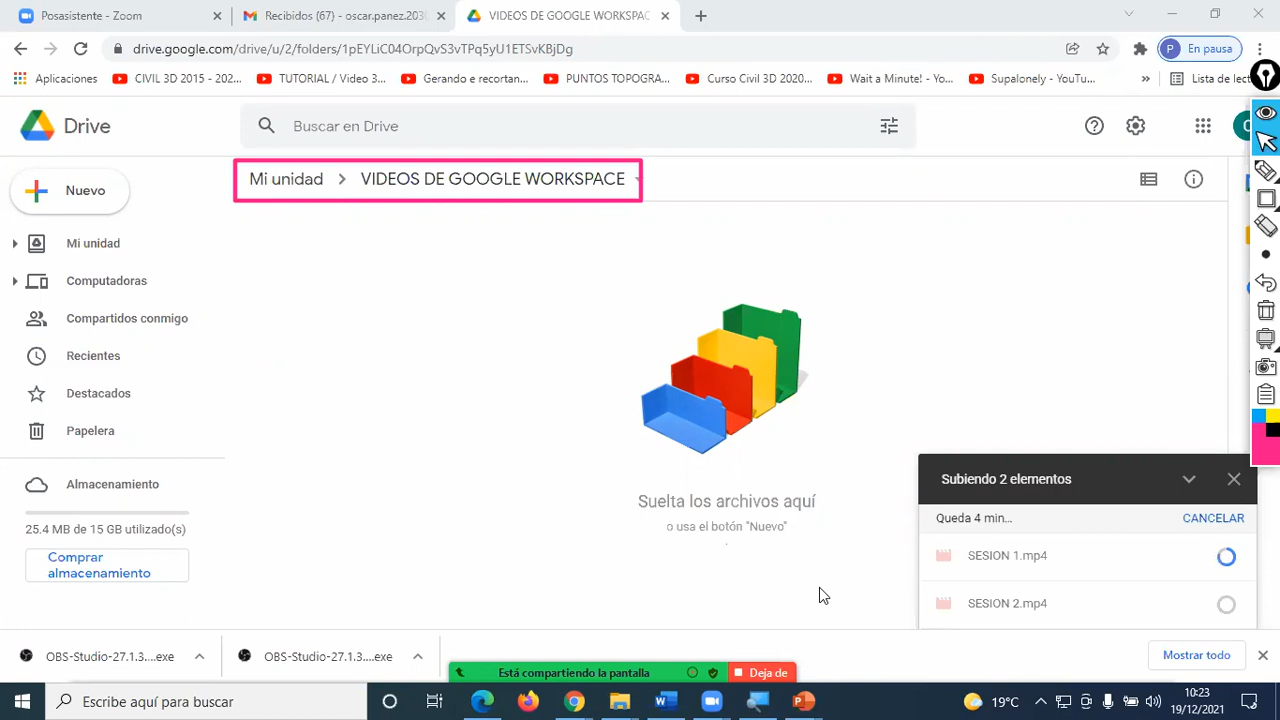 Posasistente - Zoom
Recibidos (67) - oscar.panez.203
VIDEOS DE GOOGLE WORKSPAC
drive.google.com/drive/u/2/folders/1pEYLiC04OrpQvS3vTPq5yU1ETSvKBjDg
P
En pausa
Aplicaciones
CIVIL 3D 2015 - 202...
TUTORIAL / Video 3...
Gerando e recortan...
PUNTOS TOPOGRA...
Curso Civil 3D 2020...
Wait a Minute! - Yo...
Supalonely - YouTu...
»
Lista de lect
Drive
Buscar en Drive
Nuevo
Mi unidad > VIDEOS DE GOOGLE WORKSPACE
Mi unidad
Computadoras
Compartidos conmigo
Recientes
Destacados
Papelera
Almacenamiento
25.4 MB de 15 GB utilizado(s)
Comprar
almacenamiento
Suelta los archivos aquí
o usa el botón "Nuevo"
Subiendo 2 elementos
Queda 4 min...
CANCELAR
SESION 1.mp4
SESION 2.mp4
OBS-Studio-27.1.3....exe
OBS-Studio-27.1.3....exe
Mostrar todo
Está compartiendo la pantalla
Deja de
Escribe aquí para buscar
19°C
10:23
19/12/2021